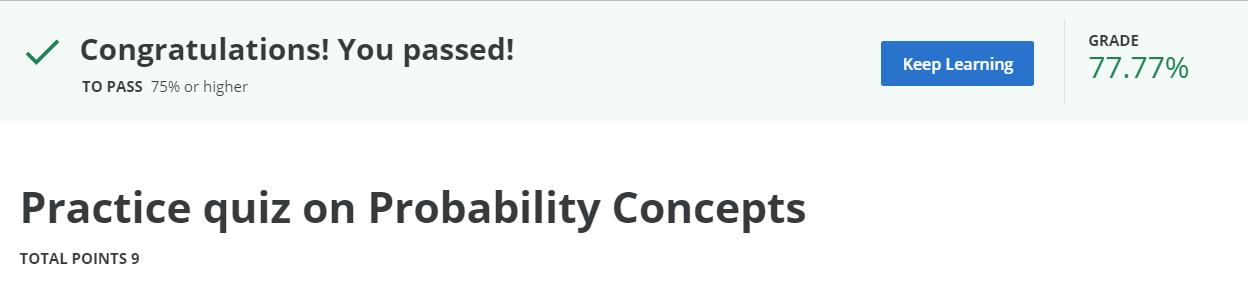 Congratulations! You passed!
TO PASS 75% or higher
Keep Learning
GRADE
77.77%
Practice quiz on Probability Concepts
TOTAL POINTS 9